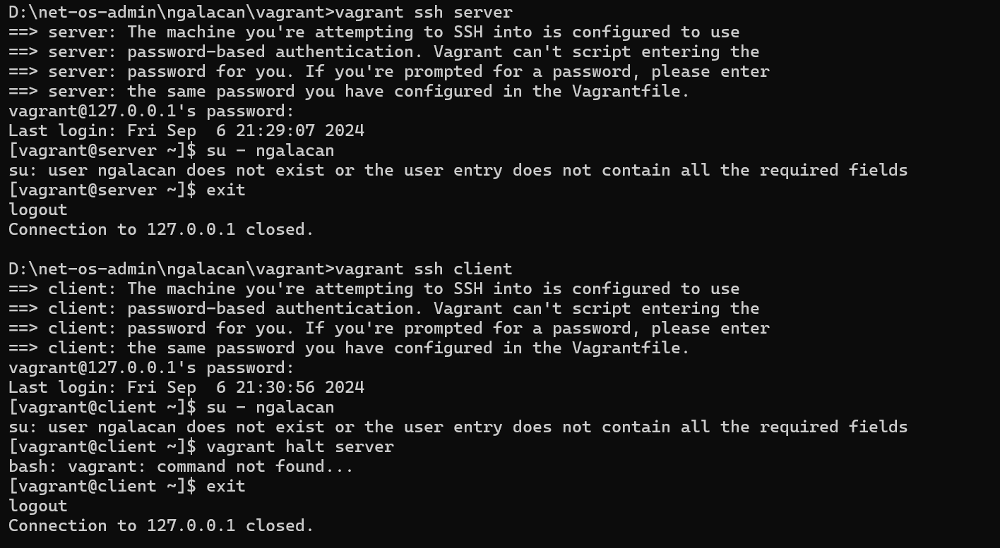 D:\net-os-admin\ngalacan\vagrant>vagrant ssh server
==> server: The machine you're attempting to SSH into is configured to use
==> server: password-based authentication. Vagrant can't script entering the
==> server: password for you. If you're prompted for a password, please enter
==> server: the same password you have configured in the Vagrantfile.
vagrant@127.0.0.1's password:
Last login: Fri Sep  6 21:29:07 2024
[vagrant@server ~]$ su - ngalacan
su: user ngalacan does not exist or the user entry does not contain all the required fields
[vagrant@server ~]$ exit
logout
Connection to 127.0.0.1 closed.

D:\net-os-admin\ngalacan\vagrant>vagrant ssh client
==> client: The machine you're attempting to SSH into is configured to use
==> client: password-based authentication. Vagrant can't script entering the
==> client: password for you. If you're prompted for a password, please enter
==> client: the same password you have configured in the Vagrantfile.
vagrant@127.0.0.1's password:
Last login: Fri Sep  6 21:30:56 2024
[vagrant@client ~]$ su - ngalacan
su: user ngalacan does not exist or the user entry does not contain all the required fields
[vagrant@client ~]$ vagrant halt server
bash: vagrant: command not found...
[vagrant@client ~]$ exit
logout
Connection to 127.0.0.1 closed.